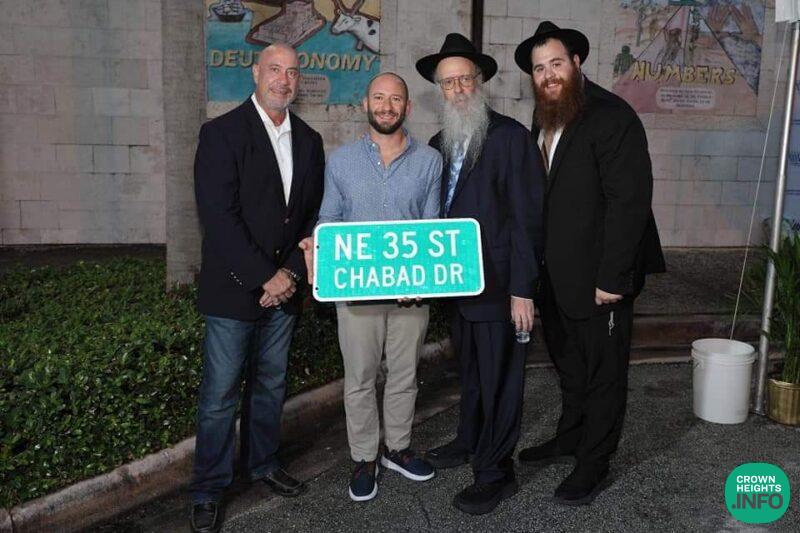 DEUTERONOMY
NUMBERS
NE 35 ST
CHABAD DR
CROWN
HEIGHTS
.INFO